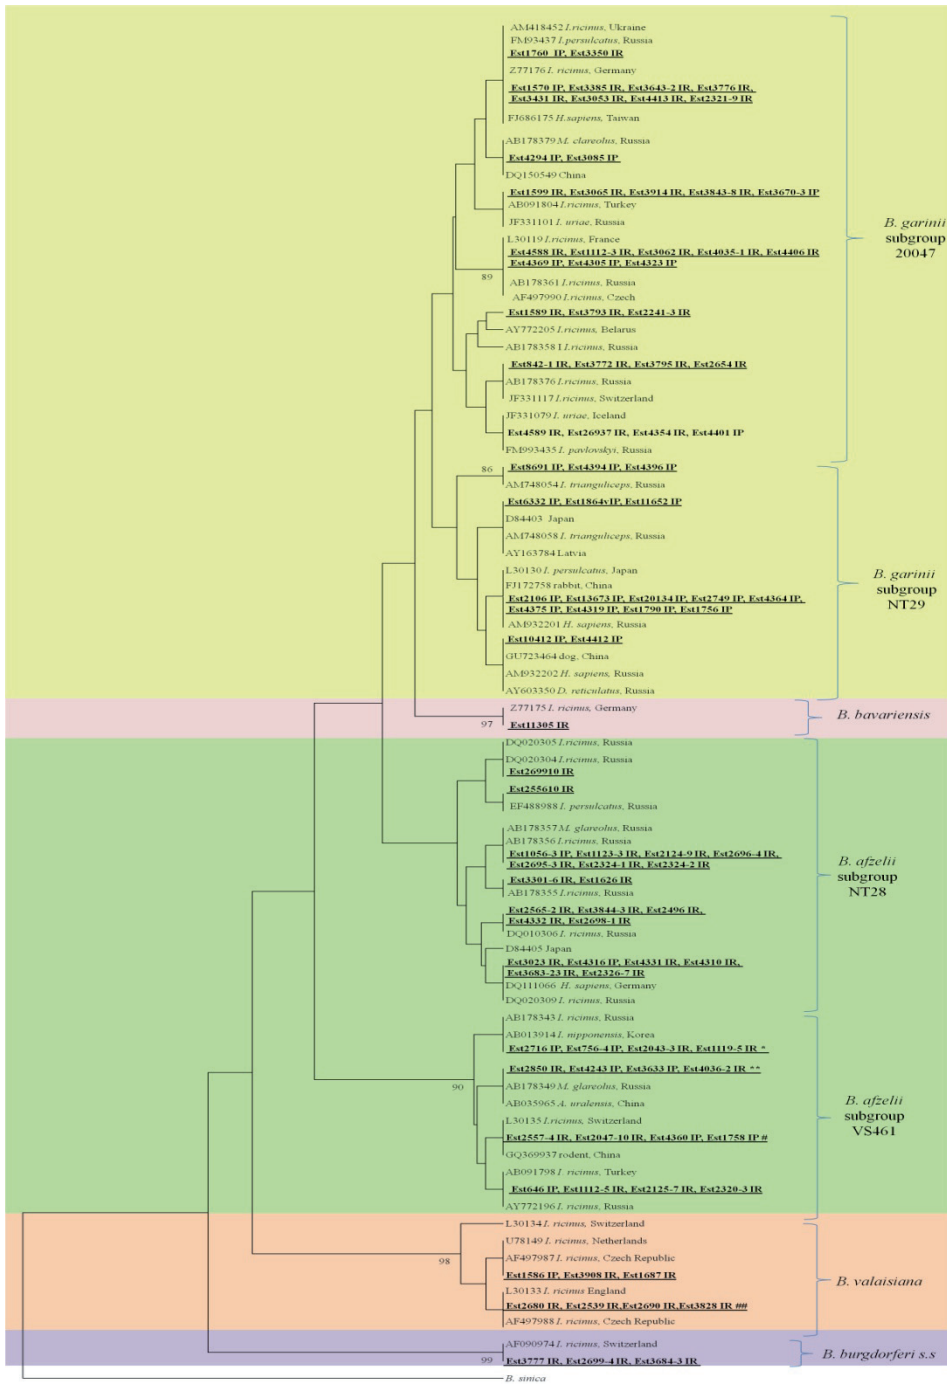 AM418452 I.ricinus, Ukraine
FM93437 I.persulcatus, Russia
Est1760 IP, Est3350 IR
Z77176 I. ricinus, Germany
Est1570 IP, Est3385 IR, Est3643-2 IR, Est3776 IR,
Est3431 IR, Est3053 IR, Est4413 IR, Est2321-9 IR
FJ686175 H.sapiens, Taiwan
AB178379 M. clareolus, Russia
Est4294 IP, Est3085 IP
DQ150549 China
Est1599 IR, Est3065 IR, Est3914 IR, Est3843-8 IR, Est3670-3 IP
AB091804 I.ricinus, Turkey
JF331101 I. uriae, Russia
B. garinii
subgroup
20047
L30119 I.ricinus, France
Est4588 IR, Est1112-3 IR, Est3062 IR, Est4035-1 IR, Est4406 IR
Est4369 IP, Est4305 IP, Est4323 IP
89
AB178361 I.ricinus, Russia
AF497990 I.ricinus, Czech
Est1589 IR, Est3793 IR, Est2241-3 IR
AY772205 I.ricinus, Belarus
AB178358 I I.ricinus, Russia
Est842-1 IR, Est3772 IR, Est3795 IR, Est2654 IR
AB178376 I.ricinus, Russia
JF331117 I.ricinus, Switzerland
JF331079 I. uriae, Iceland
Est4589 IR, Est26937 IR, Est4354 IR, Est4401 IP
FM993435 I. pavlovskyi, Russia
86
Est8691 IP, Est4394 IP, Est4396 IP
AM748054 I. trianguliceps, Russia
Est6332 IP, Est1864vIP, Est11652 IP
D84403 Japan
AM748058 I. trianguliceps, Russia
AY163784 Latvia
L30130 I. persulcatus, Japan
FJ172758 rabbit, China
B. garinii
subgroup
NT29
Est2106 IP, Est13673 IP, Est20134 IP, Est2749 IP, Est4364 IP,
Est4375 IP, Est4319 IP, Est1790 IP, Est1756 IP
AM932201 H. sapiens, Russia
Est10412 IP, Est4412 IP
GU723464 dog, China
AM932202 H. sapiens, Russia
AY603350 D. reticulatus, Russia
Z77175 I. ricinus, Germany
B. bavariensis
97
Est11305 IR
DQ020305 I.ricinus, Russia
DQ020304 I.ricinus, Russia
Est269910 IR
Est255610 IR
EF488988 I. persulcatus, Russia
AB178357 M. glareolus, Russia
AB178356 I.ricinus, Russia
Est1056-3 IP, Est1123-3 IR, Est2124-9 IR, Est2696-4 IR,
Est2695-3 IR, Est2324-1 IR, Est2324-2 IR
B. afzelii
subgroup
NT28
Est3301-6 IR, Est1626 IR
AB178355 I.ricinus, Russia
Est2565-2 IR, Est3844-3 IR, Est2496 IR,
Est4332 IR, Est2698-1 IR
DQ010306 I. ricinus, Russia
D84405 Japan
Est3023 IR, Est4316 IP, Est4331 IR, Est4310 IR,
Est3683-23 IR, Est2326-7 IR
DQ111066 H. sapiens, Germany
DQ020309 I. ricinus, Russia
AB178343 I. ricinus, Russia
AB013914 I. nipponensis, Korea
Est2716 IP, Est756-4 IP, Est2043-3 IR, Est1119-5 IR *
Est2850 IR, Est4243 IP, Est3633 IP, Est4036-2 IR **
90
AB178349 M. glareolus, Russia
AB035965 A. uralensis, China
B. afzelii
subgroup
VS461
L30135 I.ricinus, Switzerland
Est2557-4 IR, Est2047-10 IR, Est4360 IP, Est1758 IP #
GQ369937 rodent, China
AB091798 I. ricinus, Turkey
Est646 IP, Est1112-5 IR, Est2125-7 IR, Est2320-3 IR
AY772196 I. ricinus, Russia
L30134 I. ricinus, Switzerland
U78149 I. ricinus, Netherlands
98
AF497987 I. ricinus, Czech Republic
Est1586 IP, Est3908 IR, Est1687 IR
B. valaisiana
L30133 I. ricinus England
Est2680 IR, Est2539 IR,Est2690 IR,Est3828 IR ##
AF497988 I. ricinus, Czech Republic
AF090974 I. ricinus, Switzerland
B. burgdorferi s.s
99
Est3777 IR, Est2699-4 IR, Est3684-3 IR
B. sinica